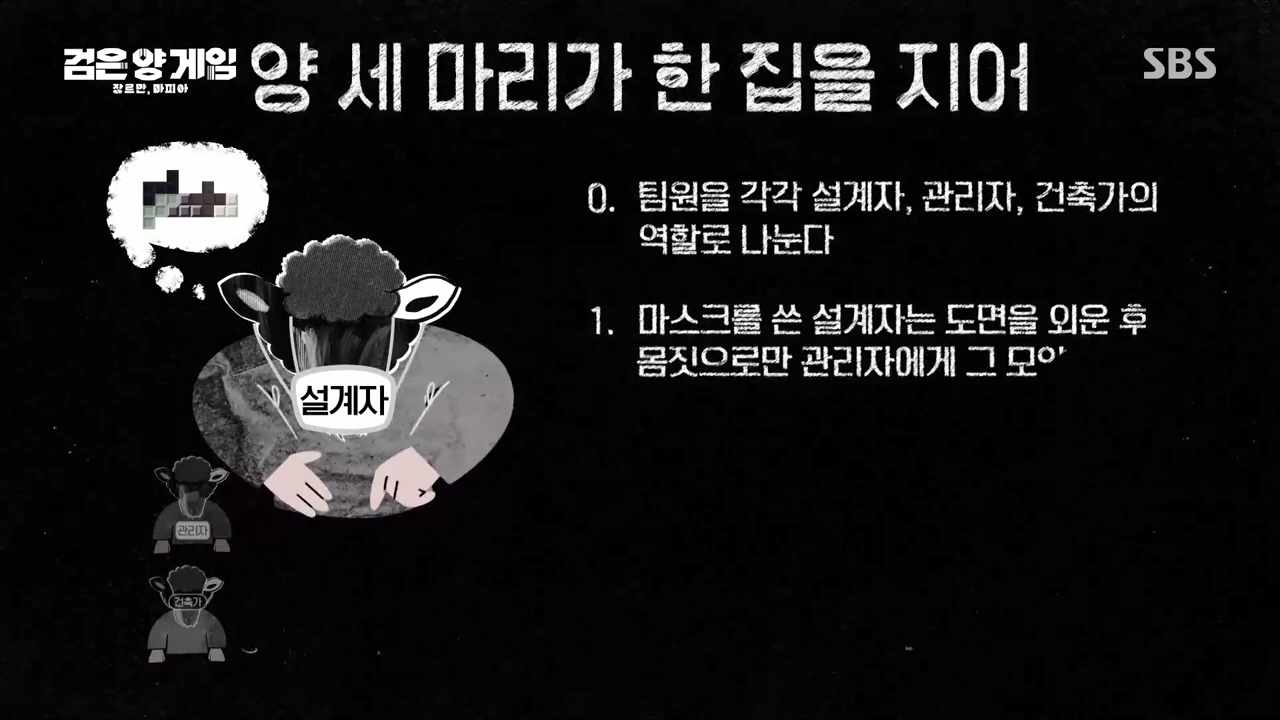 검은 양 게임
장르만, 마피아
양 세 마리가 한 집을 지어
SBS
0. 팀원을 각각 설계자, 관리자, 건축가의
역할로 나눈다
1. 마스크를 쓴 설계자는 도면을 외운 후
몸짓으로만 관리자에게 그
설계자
관리자
건축가